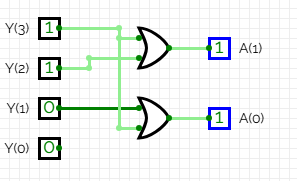 Y(3) 1
Y(2) 1 1 A(1)
Y(1) 0 1 A(0)
Y(0) 0